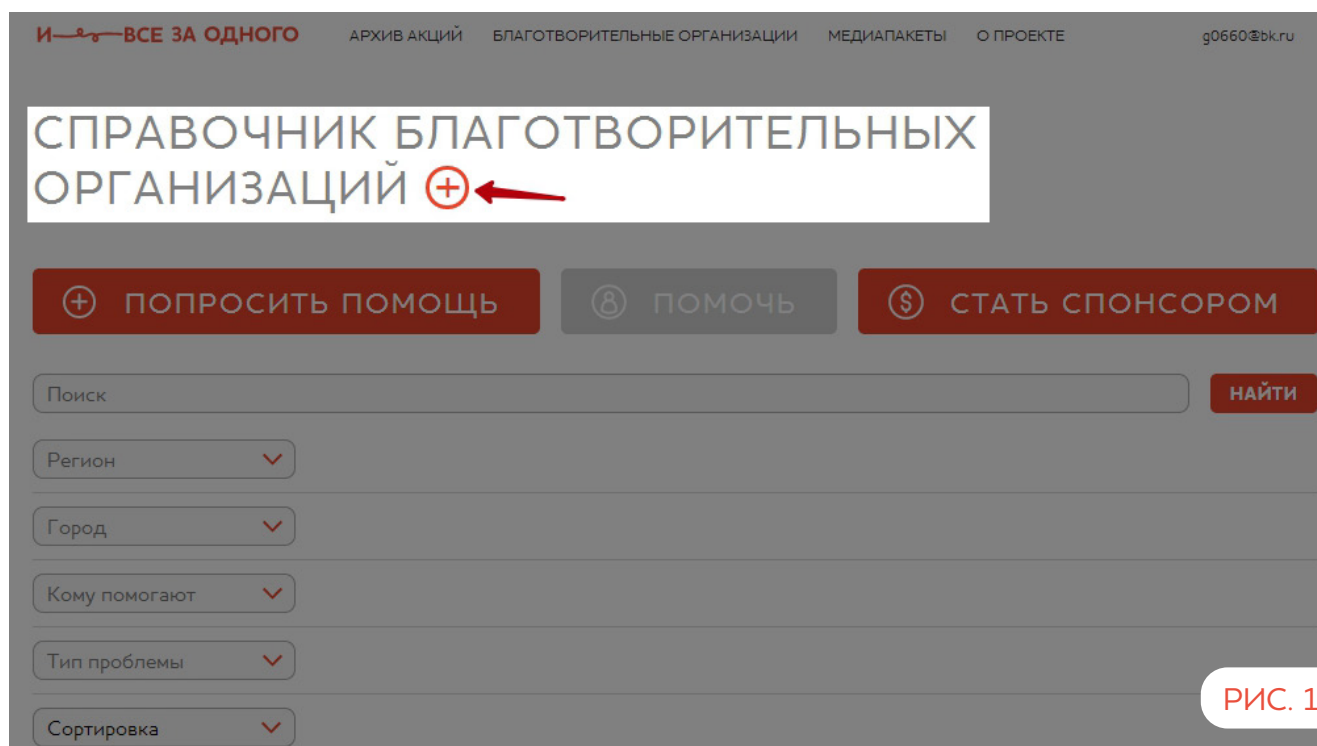 И ВСЕ ЗА ОДНОГО АРХИВ АКЦИЙ БЛАГОТВОРИТЕЛЬНЫЕ ОРГАНИЗАЦИИ МЕДИАПАКЕТЫ О ПРОЕКТЕ g0660@bk.ru
СПРАВОЧНИК БЛАГОТВОРИТЕЛЬНЫХ
ОРГАНИЗАЦИЙ
ПОПРОСИТЬ ПОМОЩЬ ПОМОЧЬ СТАТЬ СПОНСОРОМ
Поиск НАЙТИ
Регион
Город
Кому помогают
Тип проблемы
Сортировка
РИС. 1